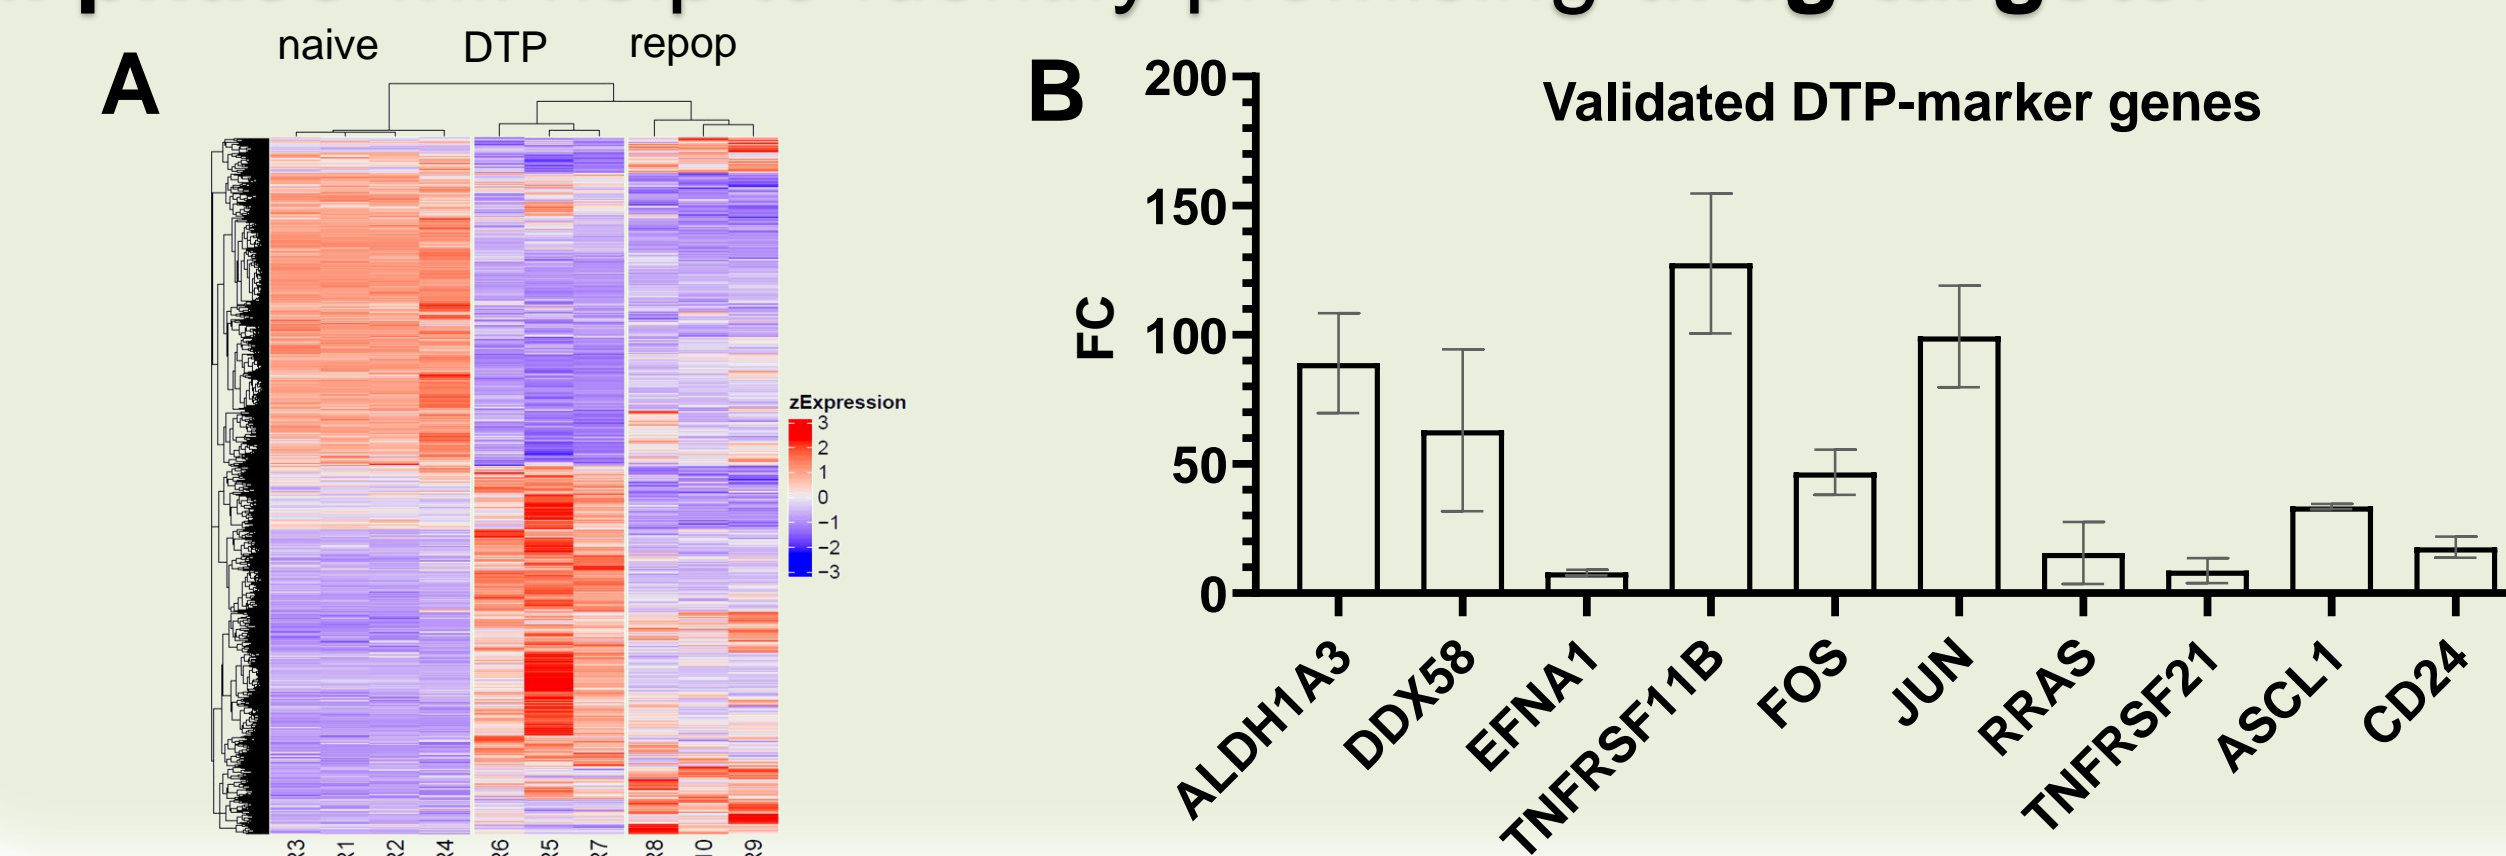 A
naive DTP repop
zExpression
3
2
1
0
−1
−2
−3
B
Validated DTP-marker genes
FC
200
150
100
50
0
ALDH1A3
DDX58
EFNA1
TNFRSF11B
FOS
JUN
RRAS
TNFRSF21
ASCL1
CD24